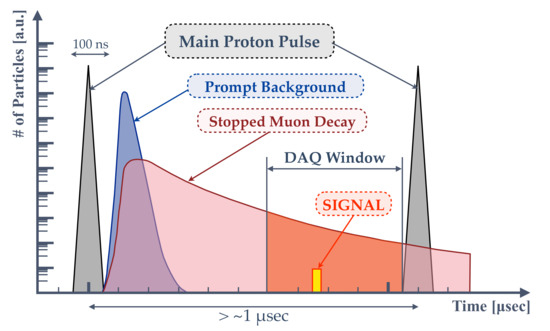 # of Particles [a.u.]
100 ns
Main Proton Pulse
Prompt Background
Stopped Muon Decay
DAQ Window
SIGNAL
Time [μsec]
> ~1 μsec